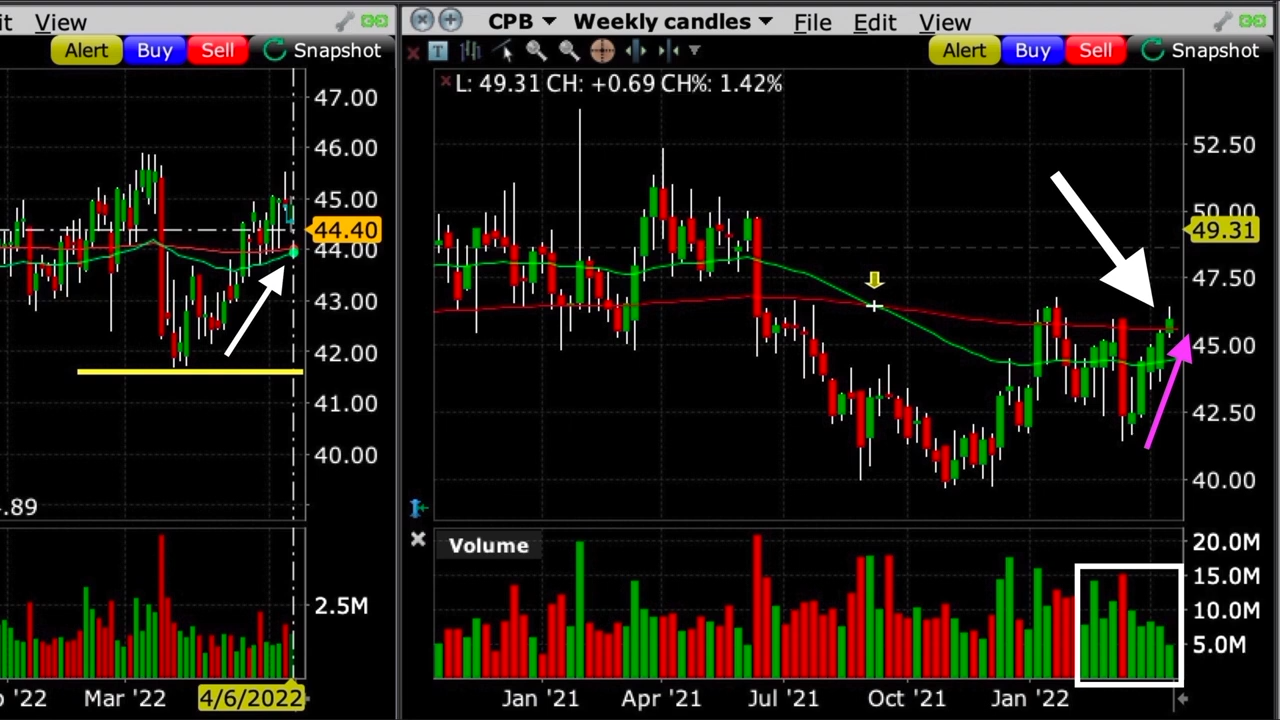 it View
Alert Buy Sell Snapshot
47.00
46.00
45.00
44.40
44.00
43.00
42.00
41.00
40.00
.89
2.5M
'22 Mar '22 4/6/2022
CPB Weekly candles File Edit View
T
Alert Buy Sell Snapshot
L: 49.31 CH: +0.69 CH%: 1.42%
52.50
50.00
49.31
47.50
45.00
42.50
40.00
Volume
20.0M
15.0M
10.0M
5.0M
Jan '21 Apr '21 Jul '21 Oct '21 Jan '22